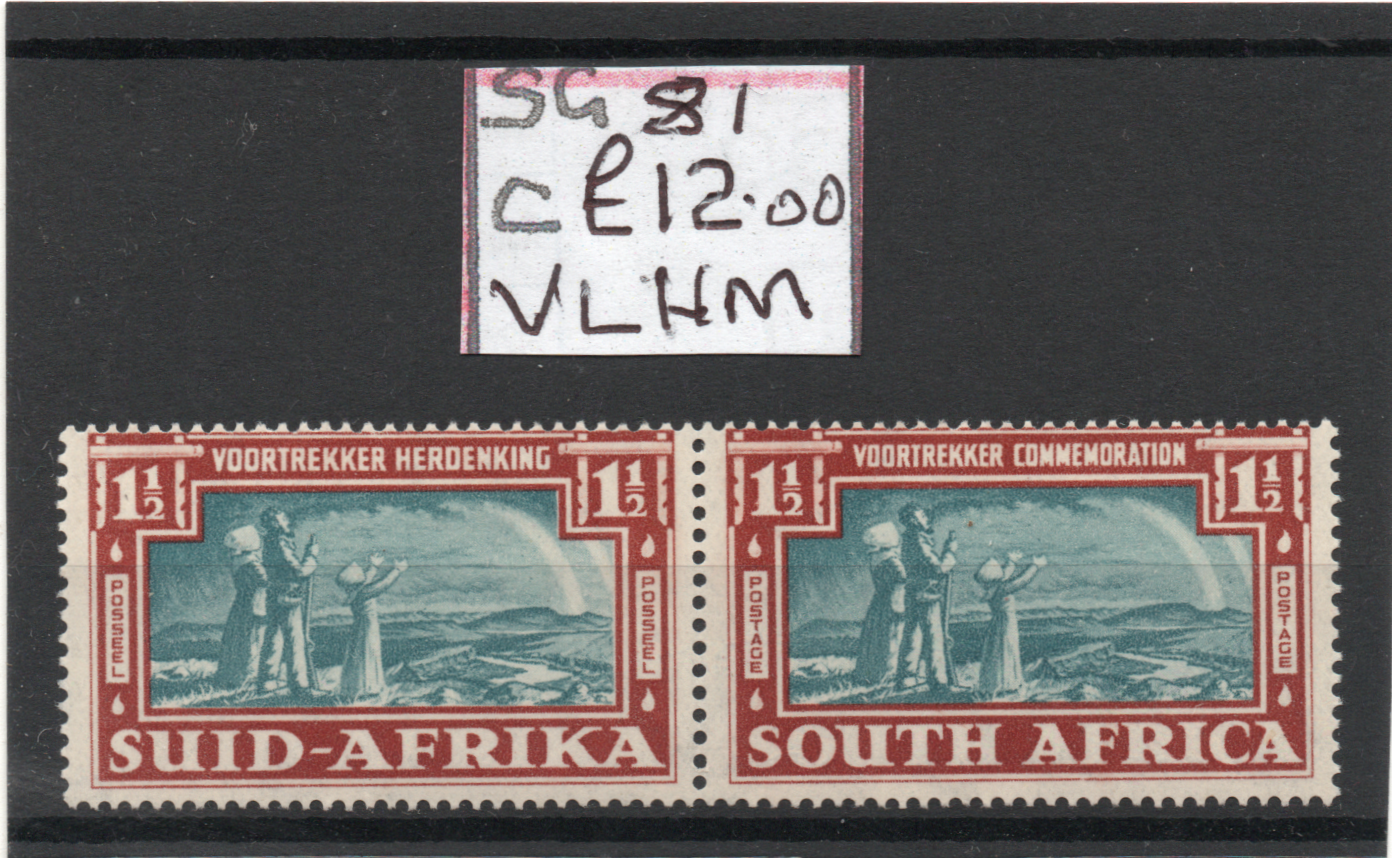 SG 81
C £12.00
VLHM
VOORTREKKER HERDENKING
1½ 1½
POSSEEL POSSEEL
SUID-AFRIKA
VOORTREKKER COMMEMORATION
1½ 1½
POSTAGE POSTAGE
SOUTH AFRICA